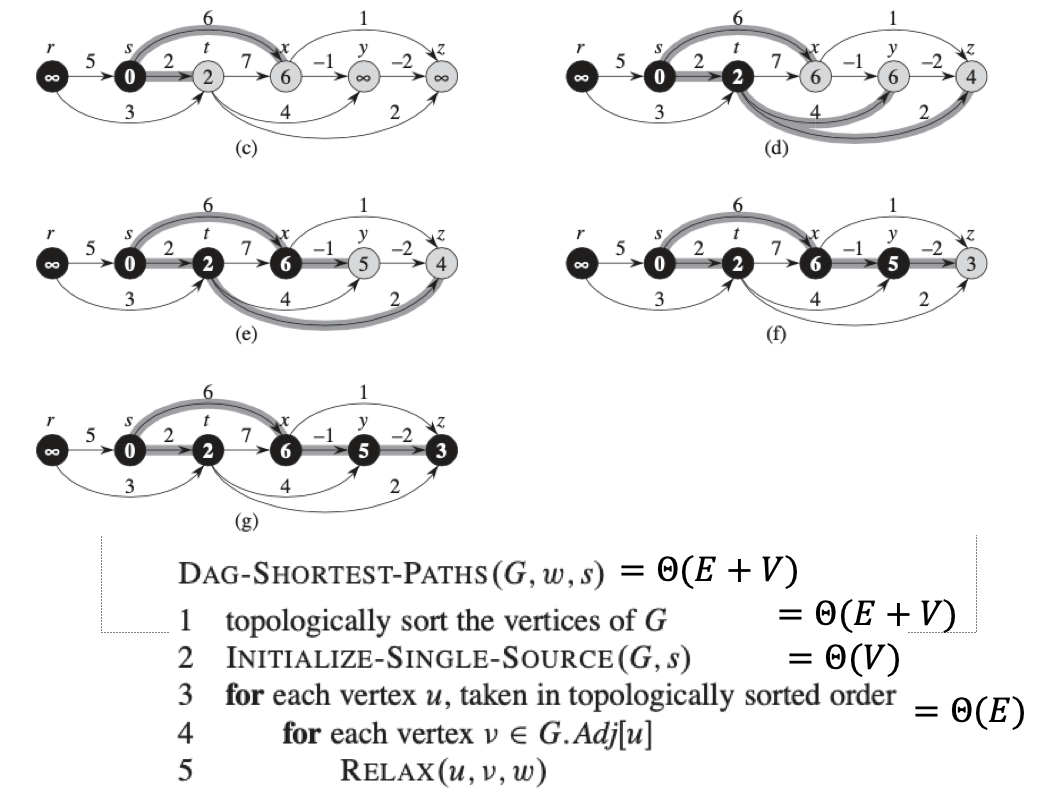 6 1
r s t x y z
5 2 7 −1 −2
∞ 0 2 6 ∞ ∞
3 4 2
(c)
6 1
r s t x y z
5 2 7 −1 −2
∞ 0 2 6 6 4
3 4 2
(d)
6 1
r s t x y z
5 2 7 −1 −2
∞ 0 2 6 5 4
3 4 2
(e)
6 1
r s t x y z
5 2 7 −1 −2
∞ 0 2 6 5 3
3 4 2
(f)
6 1
r s t x y z
5 2 7 −1 −2
∞ 0 2 6 5 3
3 4 2
(g)
DAG-SHORTEST-PATHS(G, w, s) = Θ(E + V)
1 topologically sort the vertices of G = Θ(E + V)
2 INITIALIZE-SINGLE-SOURCE(G, s) = Θ(V)
3 for each vertex u, taken in topologically sorted order = Θ(E)
4 for each vertex v ∈ G.Adj[u]
5 RELAX(u, v, w)